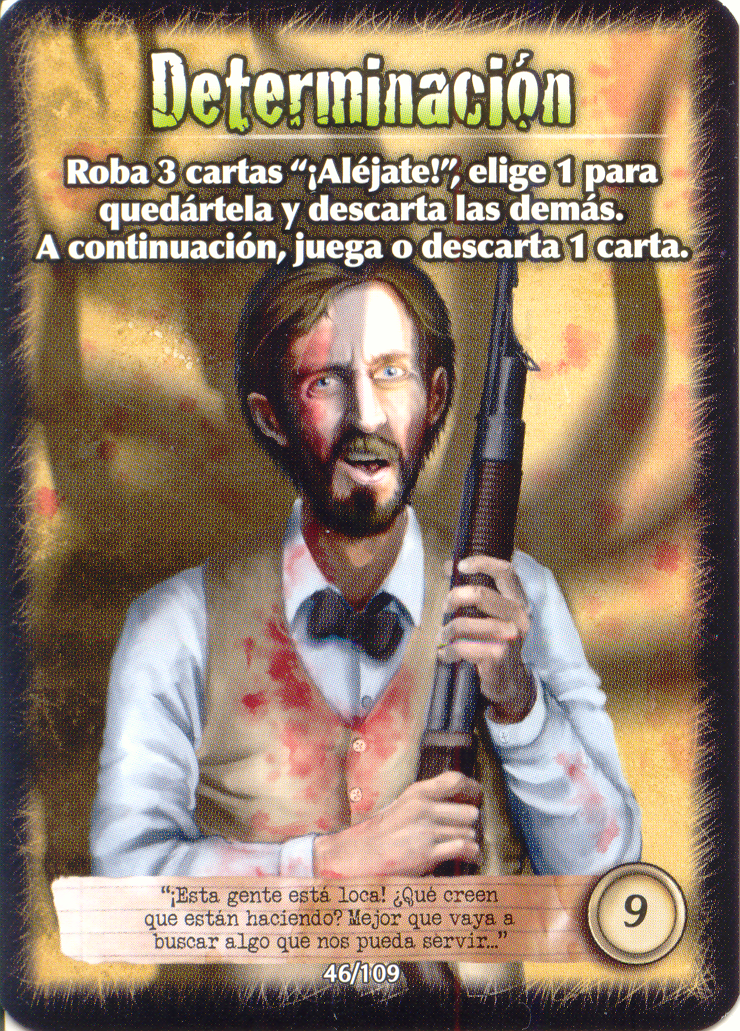 Determinación
Roba 3 cartas “¡Aléjate!”, elige 1 para
quedártela y descarta las demás.
A continuación, juega o descarta 1 carta.
“¡Esta gente está loca! ¿Qué creen
que están haciendo? Mejor que vaya a
buscar algo que nos pueda servir...”
9
46/109